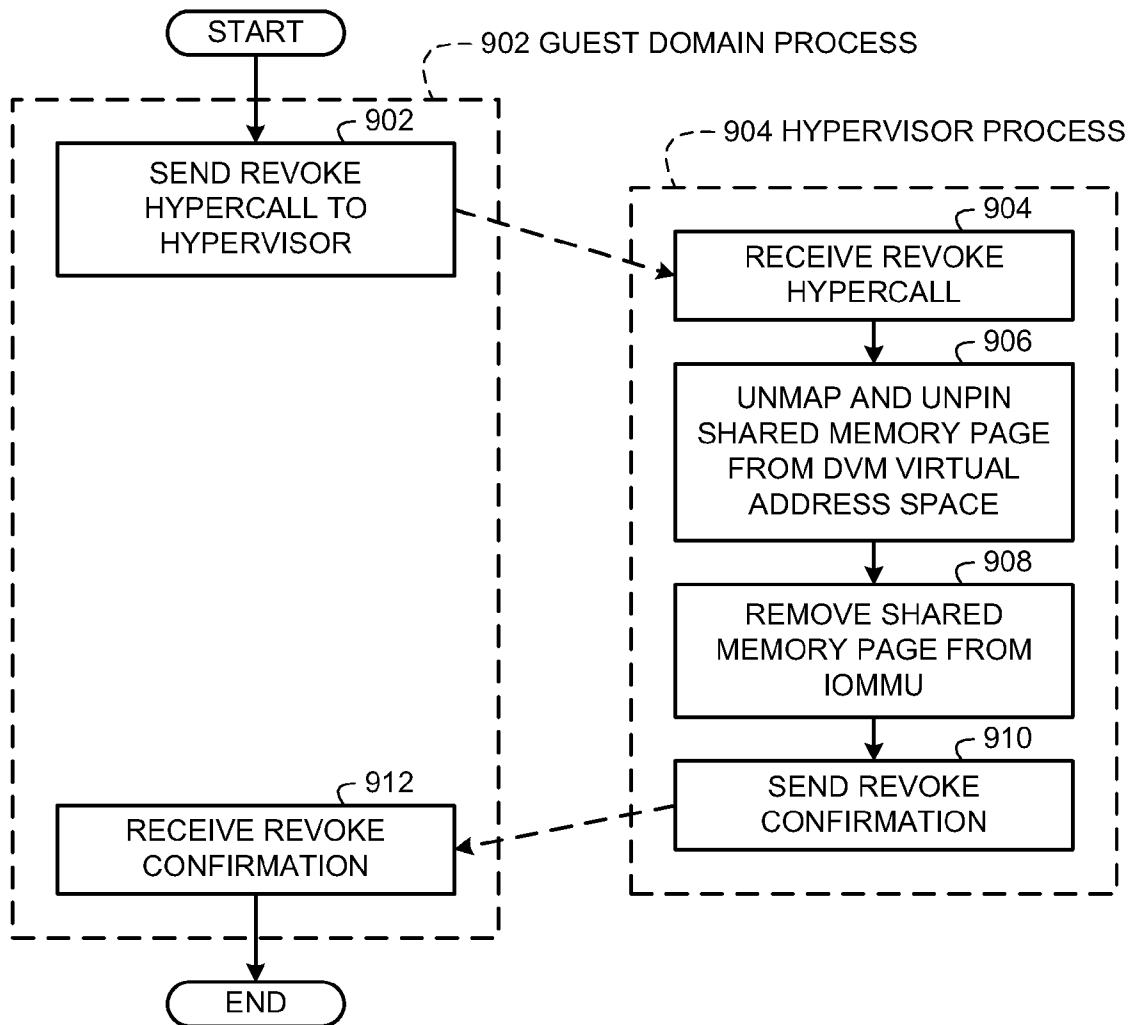 START
902 GUEST DOMAIN PROCESS
902
SEND REVOKE
HYPERCALL TO
HYPERVISOR
904 HYPERVISOR PROCESS
904
RECEIVE REVOKE
HYPERCALL
906
UNMAP AND UNPIN
SHARED MEMORY PAGE
FROM DVM VIRTUAL
ADDRESS SPACE
908
REMOVE SHARED
MEMORY PAGE FROM
IOMMU
910
SEND REVOKE
CONFIRMATION
912
RECEIVE REVOKE
CONFIRMATION
END